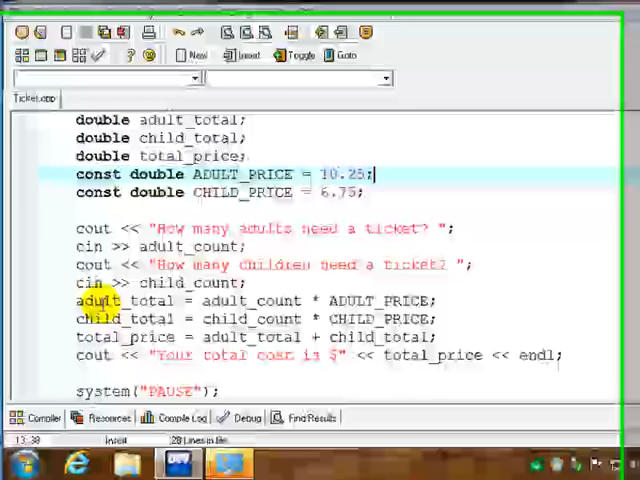 New Insert Toggle Goto
Ticket.cpp
double adult_total;
double child_total;
double total_price;
const double ADULT_PRICE = 10.25;
const double CHILD_PRICE = 6.75;
cout << "How many adults need a ticket? ";
cin >> adult_count;
cout << "How many children need a ticket? ";
cin >> child_count;
adult_total = adult_count * ADULT_PRICE;
child_total = child_count * CHILD_PRICE;
total_price = adult_total + child_total;
cout << "Your total cost is $" << total_price << endl;
system("PAUSE");
Compiler Resources Compile Log Debug Find Results
13: 38 Insert 28 Lines in file
DEV